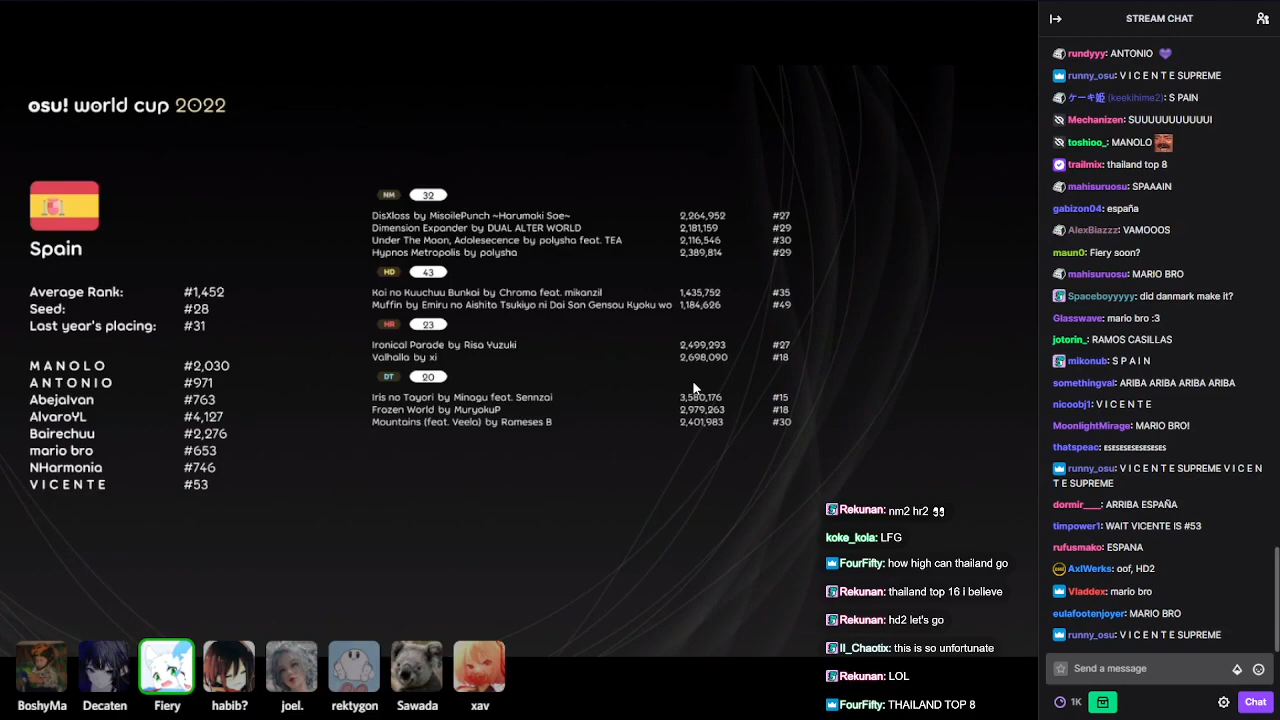 osu! world cup 2022
Spain
Average Rank: #1,452
Seed: #28
Last year's placing: #31
M A N O L O #2,030
A N T O N I O #971
Abejalvan #763
AlvaroYL #4,127
Bairechuu #2,276
mario bro #653
NHarmonia #746
V I C E N T E #53
NM 32
DisXloss by MisoilePunch ~Harumaki Soe~ 2,264,952 #27
Dimension Expander by DUAL ALTER WORLD 2,181,159 #29
Under The Moon, Adolesecence by polysha feat. TEA 2,116,546 #30
Hypnos Metropolis by polysha 2,389,814 #29
HD 43
Koi no Kuuchuu Bunkai by Chroma feat. mikanzil 1,435,752 #35
Muffin by Emiru no Aishita Tsukiyo ni Dai San Gensou Kyoku wo 1,184,626 #49
HR 23
Ironical Parade by Risa Yuzuki 2,499,293 #27
Valhalla by xi 2,698,090 #18
DT 20
Iris no Tayori by Minagu feat. Sennzai 3,580,176 #15
Frozen World by MuryokuP 2,979,263 #18
Mountains (feat. Veela) by Rameses B 2,401,983 #30
Rekunan: nm2 hr2
koke_kola: LFG
FourFifty: how high can thailand go
Rekunan: thailand top 16 i believe
Rekunan: hd2 let's go
II_Chaotix: this is so unfortunate
Rekunan: LOL
FourFifty: THAILAND TOP 8
BoshyMa
Decaten
Fiery
habib?
joel.
rektygon
Sawada
xav
STREAM CHAT
rundyyy: ANTONIO
runny_osu: V I C E N T E SUPREME
ケーキ姫 (keekihime2): S PAIN
Mechanizen: SUUUUUUUUUUUI
toshioo_: MANOLO
trailmix: thailand top 8
mahisuruosu: SPAAAIN
gabizon04: españa
AlexBiazzz: VAMOOOS
maun0: Fiery soon?
mahisuruosu: MARIO BRO
Spaceboyyyyy: did danmark make it?
Glasswave: mario bro :3
jotorin_: RAMOS CASILLAS
mikonub: S P A I N
somethingval: ARIBA ARIBA ARIBA ARIBA
nicoobj1: V I C E N T E
MoonlightMirage: MARIO BRO!
thatspeac: ᴇsᴇsᴇsᴇsᴇsᴇsᴇs
runny_osu: V I C E N T E SUPREME V I C E N
T E SUPREME
dormir____: ARRIBA ESPAÑA
timpower1: WAIT VICENTE IS #53
rufusmako: ESPANA
AxlWerks: oof, HD2
Vladdex: mario bro
eulafootenjoyer: MARIO BRO
runny_osu: V I C E N T E SUPREME
Send a message
1K
Chat